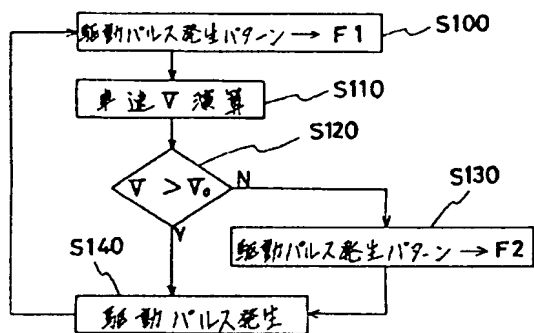 駆動パルス発生パターン → F1
S100
車速V演算
S110
S120
V > V₀
N
Y
S130
駆動パルス発生パターン → F2
S140
駆動パルス発生